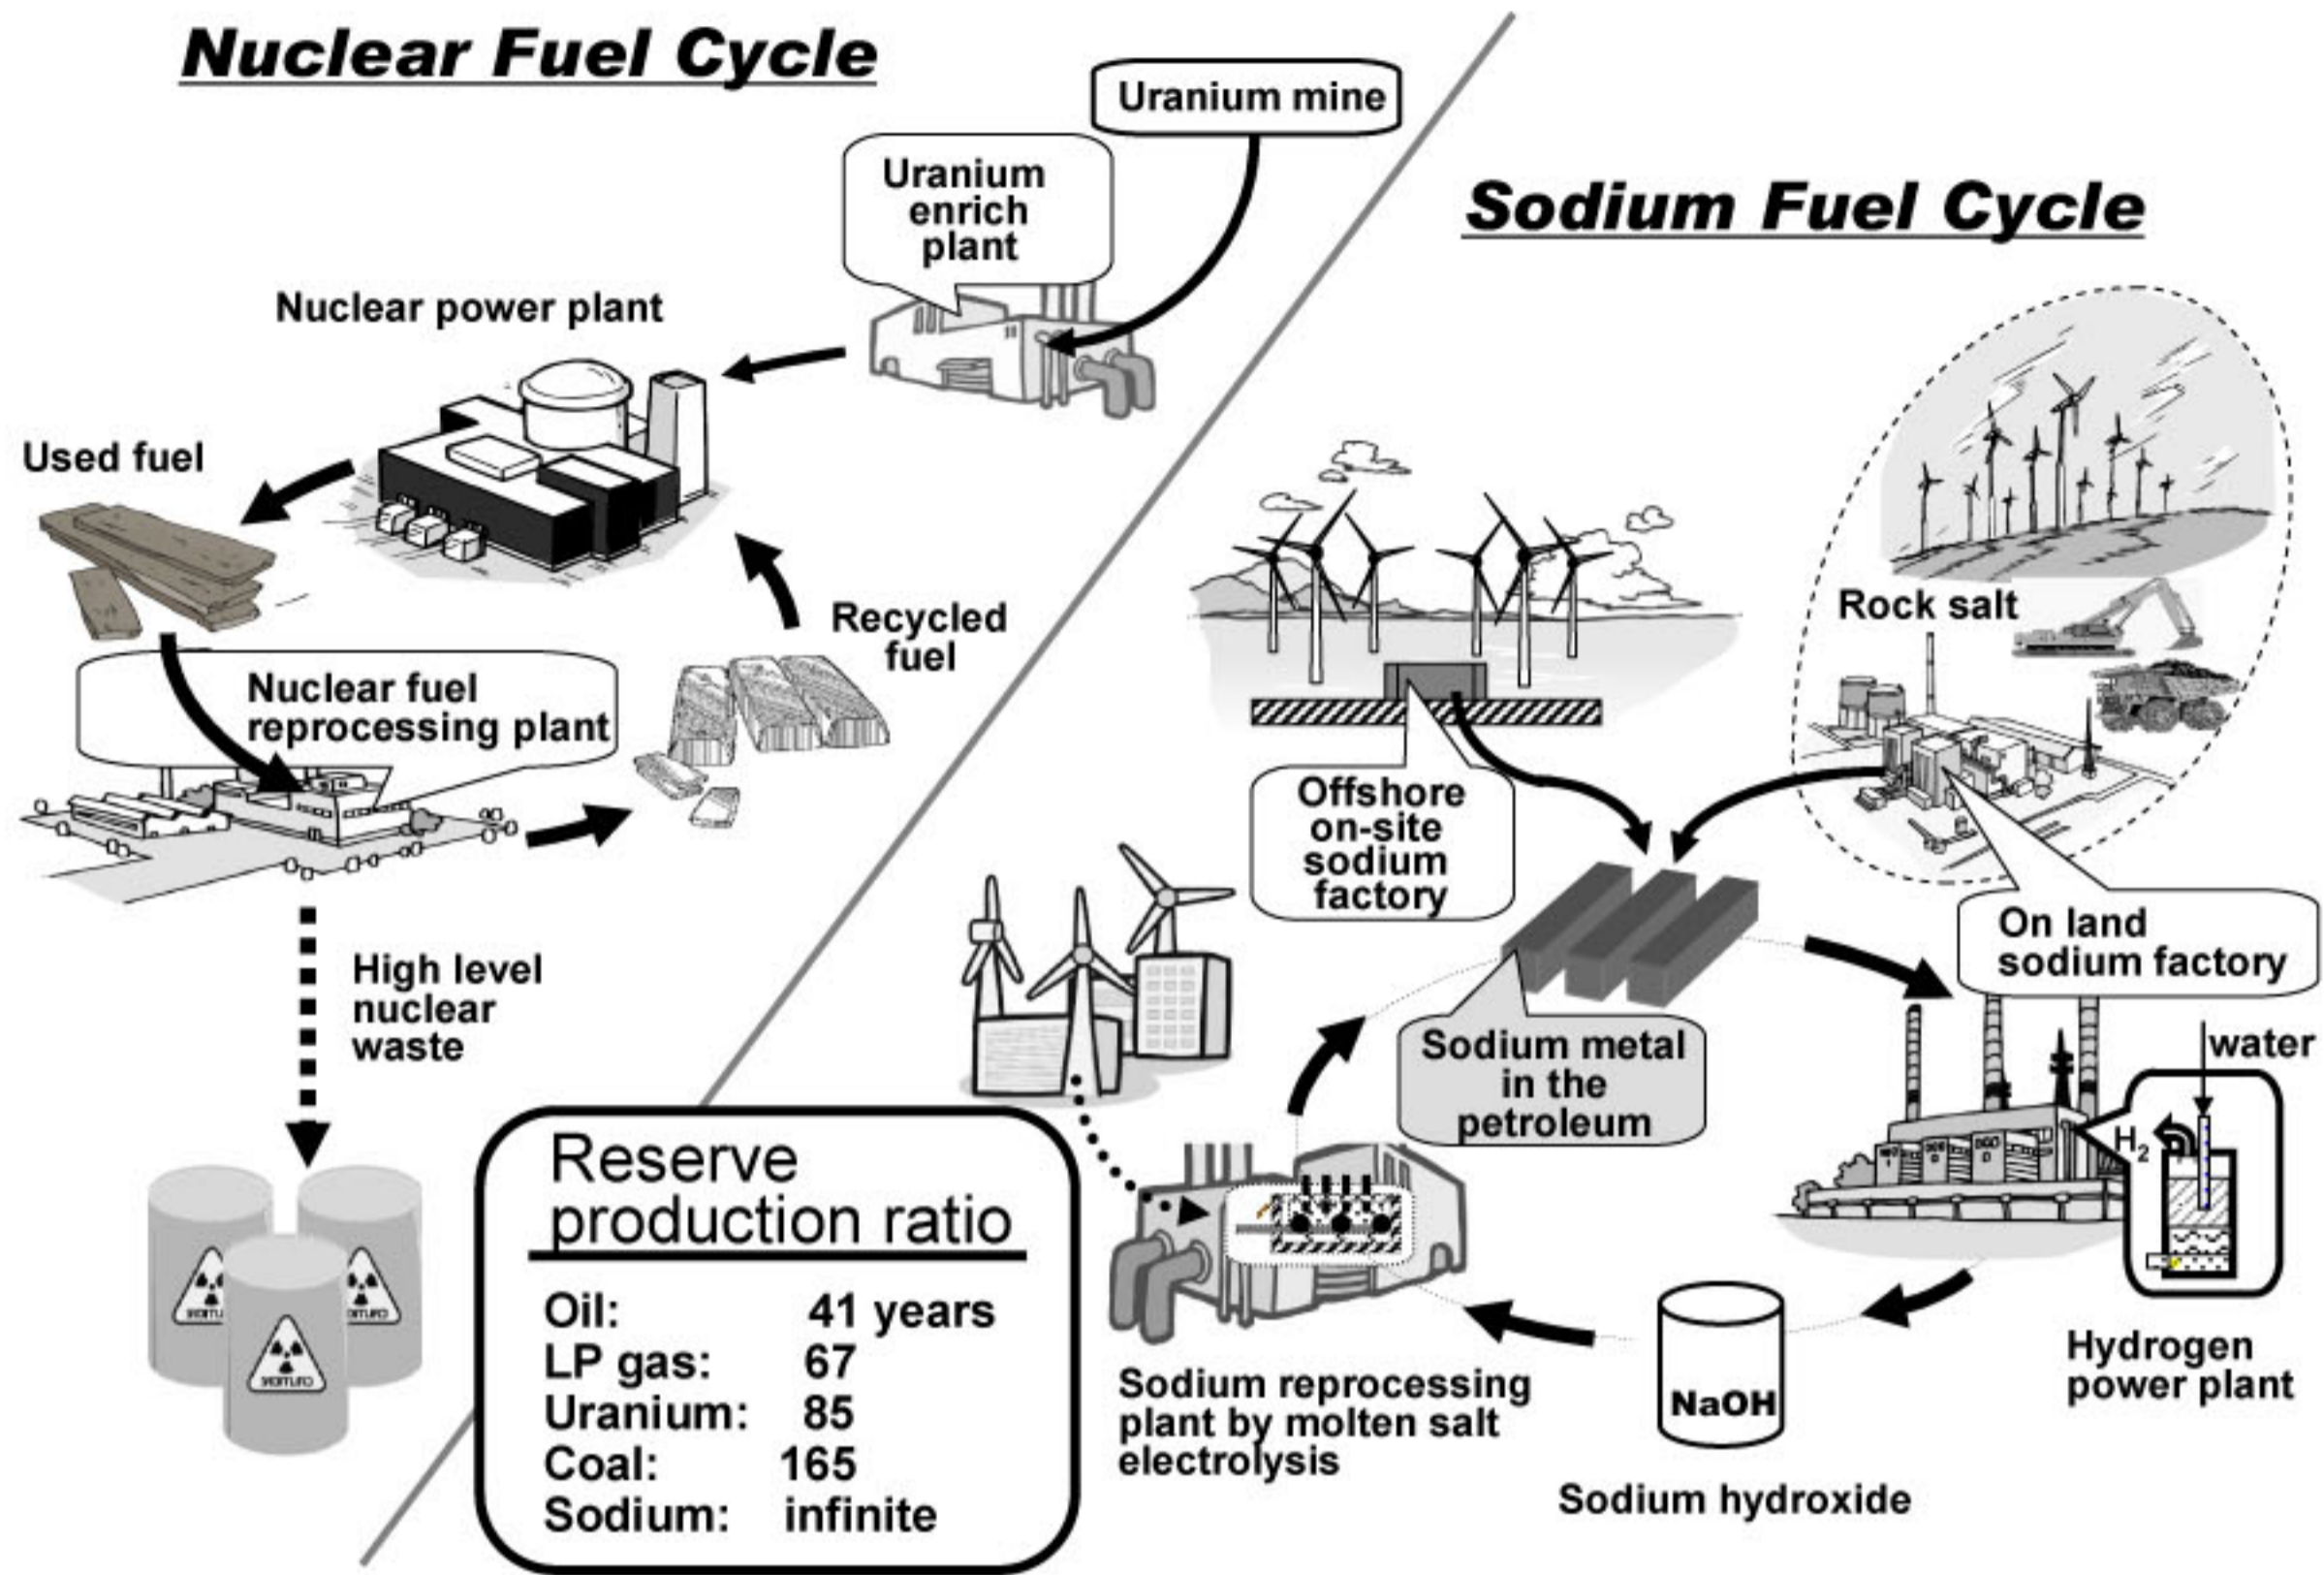 Nuclear Fuel Cycle
Uranium mine
Uranium
enrich
plant
Nuclear power plant
Used fuel
Recycled
fuel
Nuclear fuel
reprocessing plant
High level
nuclear
waste
Reserve
production ratio
Oil: 41 years
LP gas: 67
Uranium: 85
Coal: 165
Sodium: infinite
Sodium Fuel Cycle
Rock salt
Offshore
on-site
sodium
factory
On land
sodium factory
Sodium metal
in the
petroleum
water
H2
Hydrogen
power plant
NaOH
Sodium hydroxide
Sodium reprocessing
plant by molten salt
electrolysis